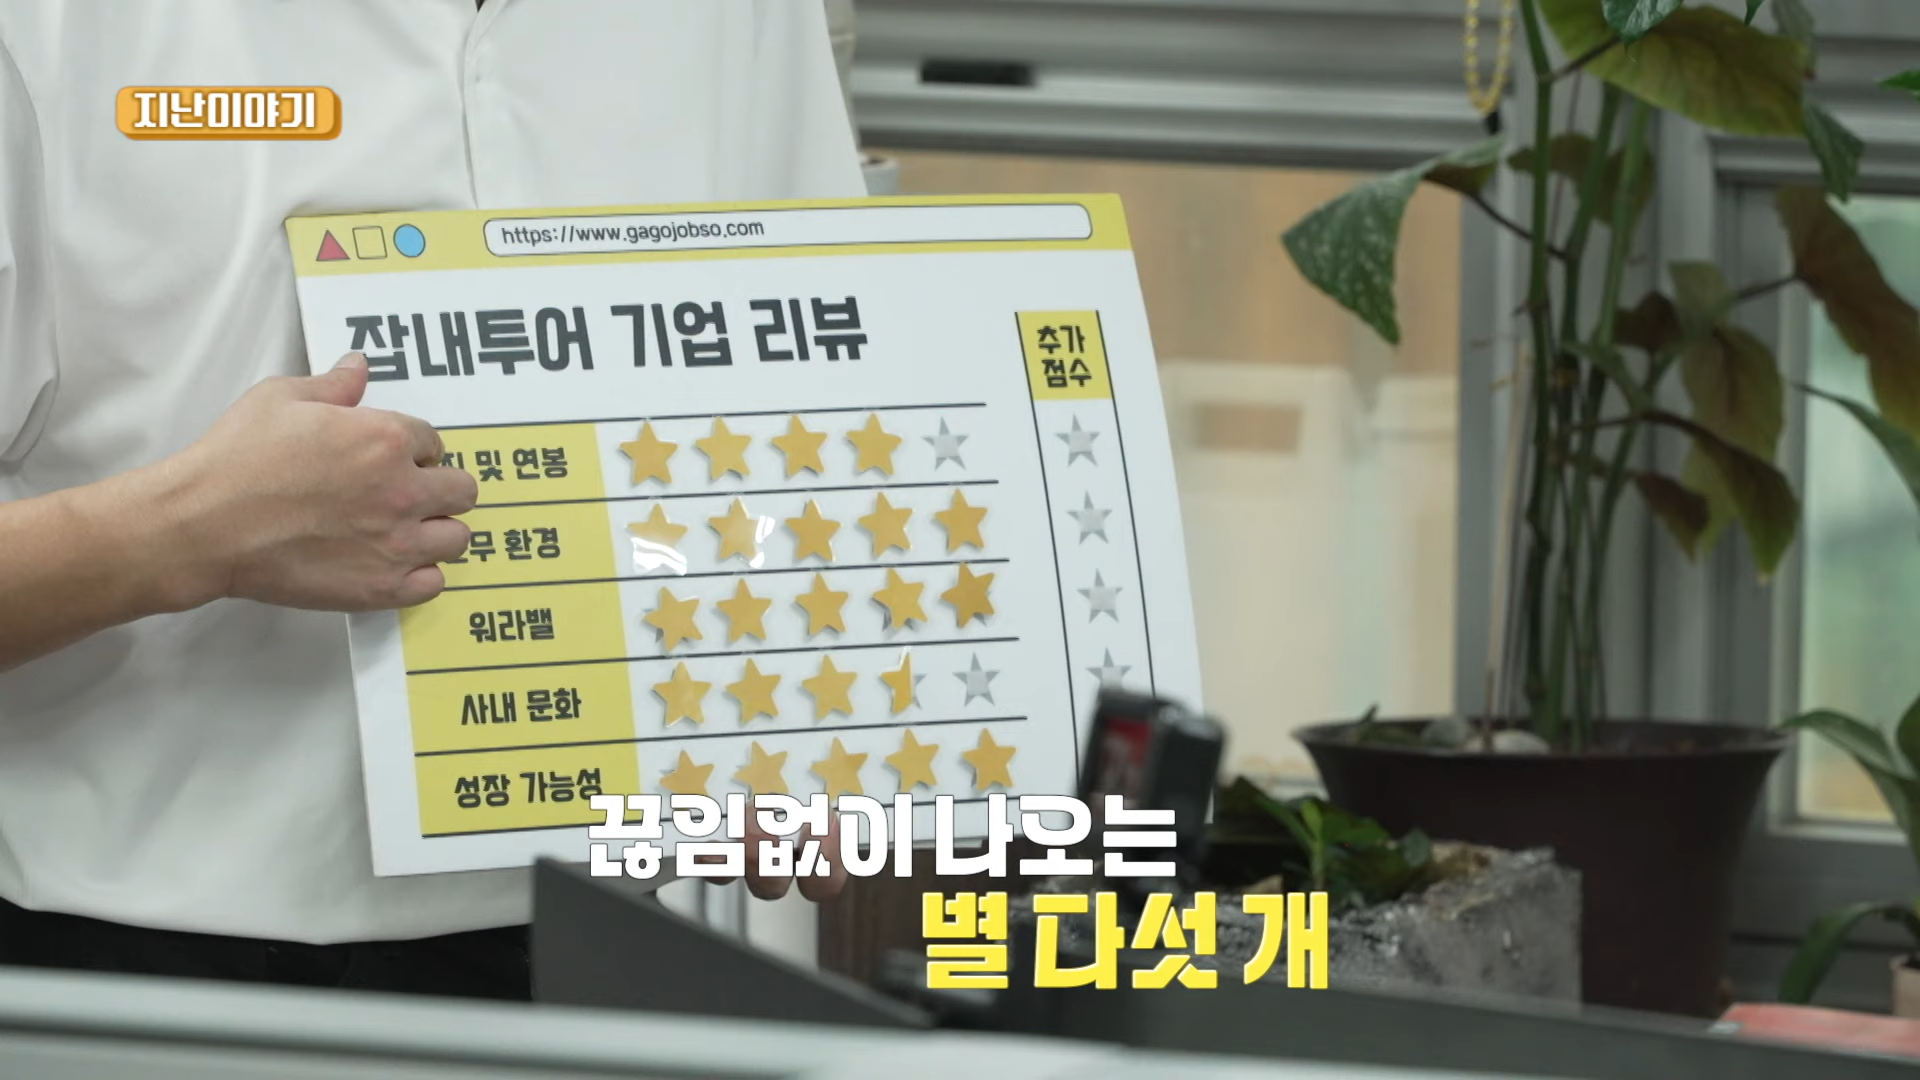 지난이야기
https://www.gagojobso.com
잡내투어 기업 리뷰
추가
점수
및 연봉
환경
워라밸
사내 문화
성장 가능성
끊임없이 나오는
별 다섯 개